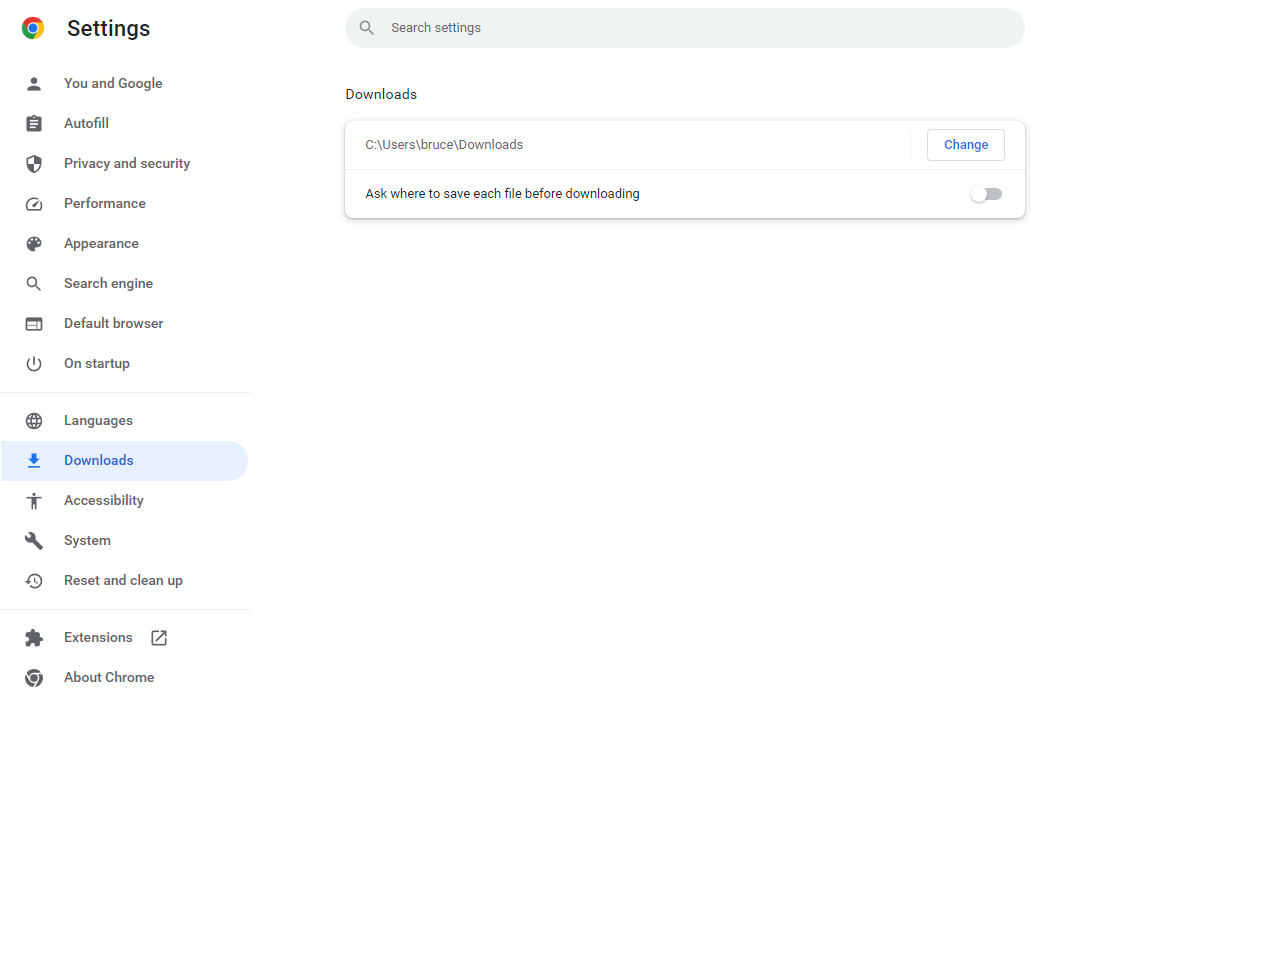 Settings
Search settings
You and Google
Autofill
Privacy and security
Performance
Appearance
Search engine
Default browser
On startup
Languages
Downloads
Accessibility
System
Reset and clean up
Extensions
About Chrome
Downloads
C:\Users\bruce\Downloads
Change
Ask where to save each file before downloading